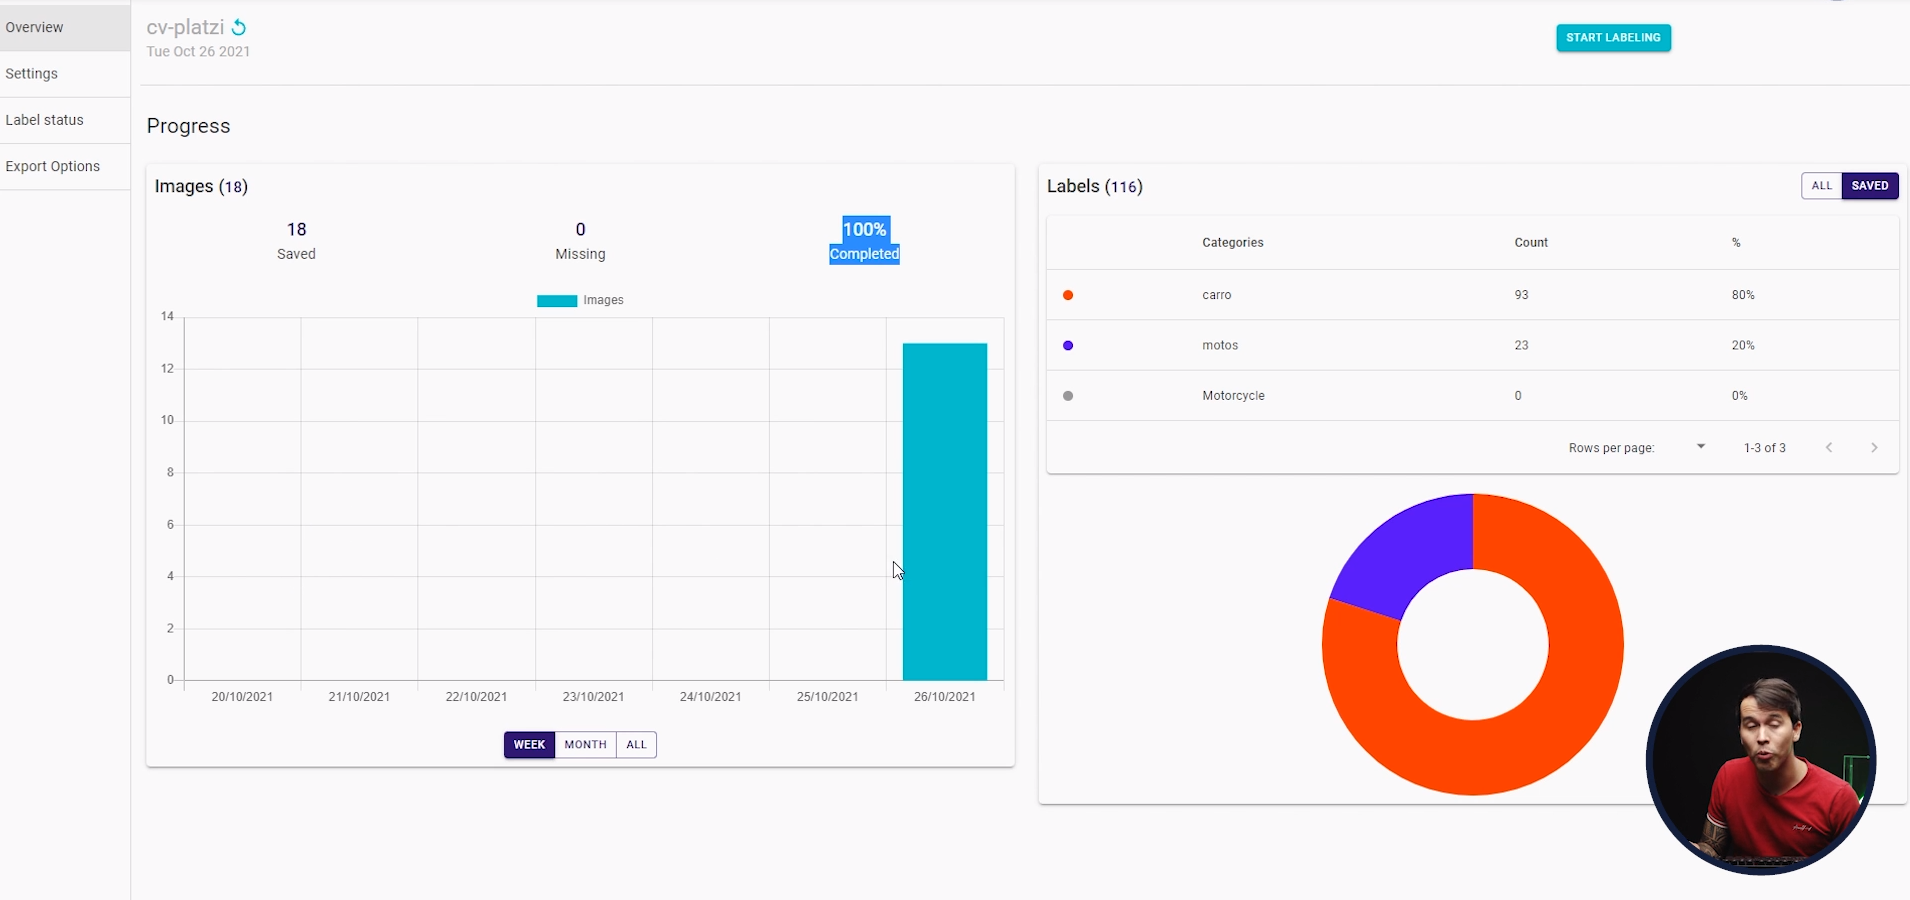 Overview
Settings
Label status
Export Options
cv-platzi
Tue Oct 26 2021
START LABELING
Progress
Images (18)
18
Saved
0
Missing
100%
Completed
Images
14
12
10
8
6
4
2
0
20/10/2021 21/10/2021 22/10/2021 23/10/2021 24/10/2021 25/10/2021 26/10/2021
WEEK MONTH ALL
Labels (116)
ALL SAVED
Categories Count %
carro 93 80%
motos 23 20%
Motorcycle 0 0%
Rows per page: 1-3 of 3